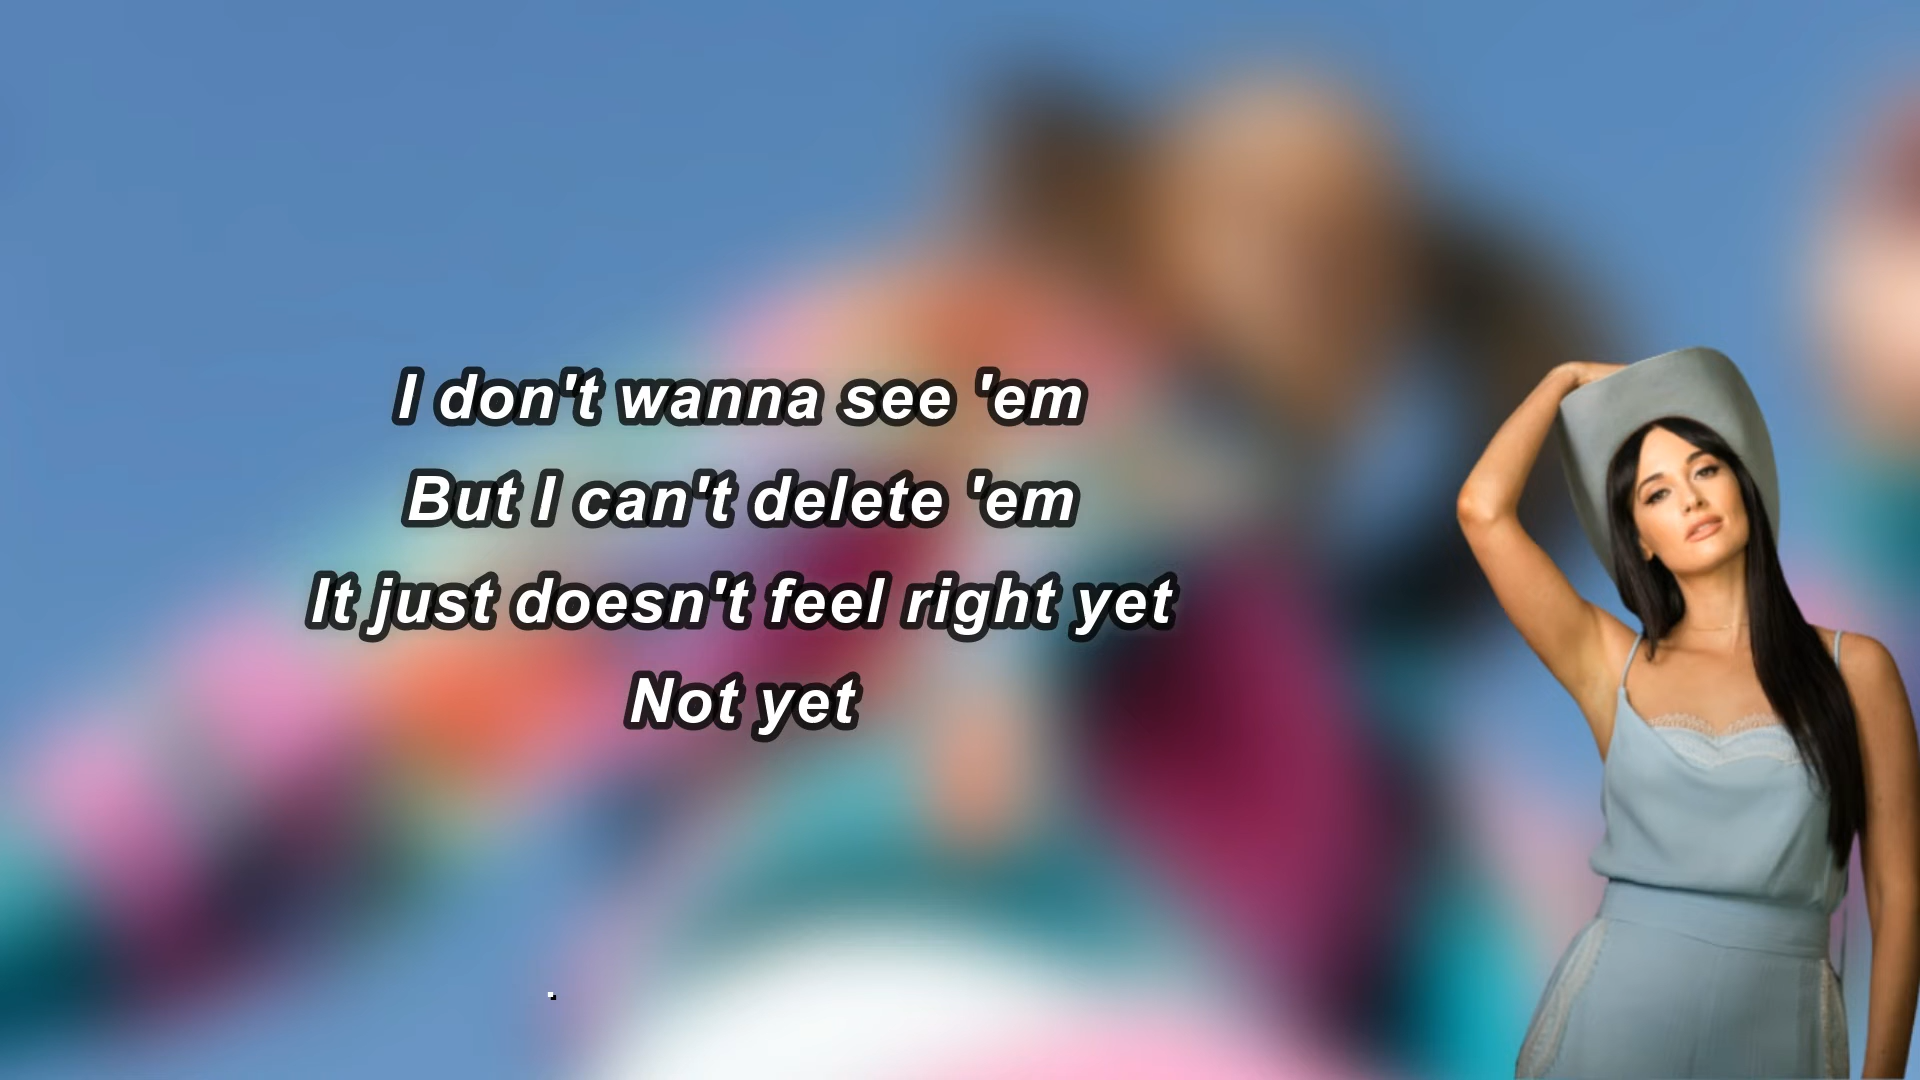 I don't wanna see 'em
But I can't delete 'em
It just doesn't feel right yet
Not yet